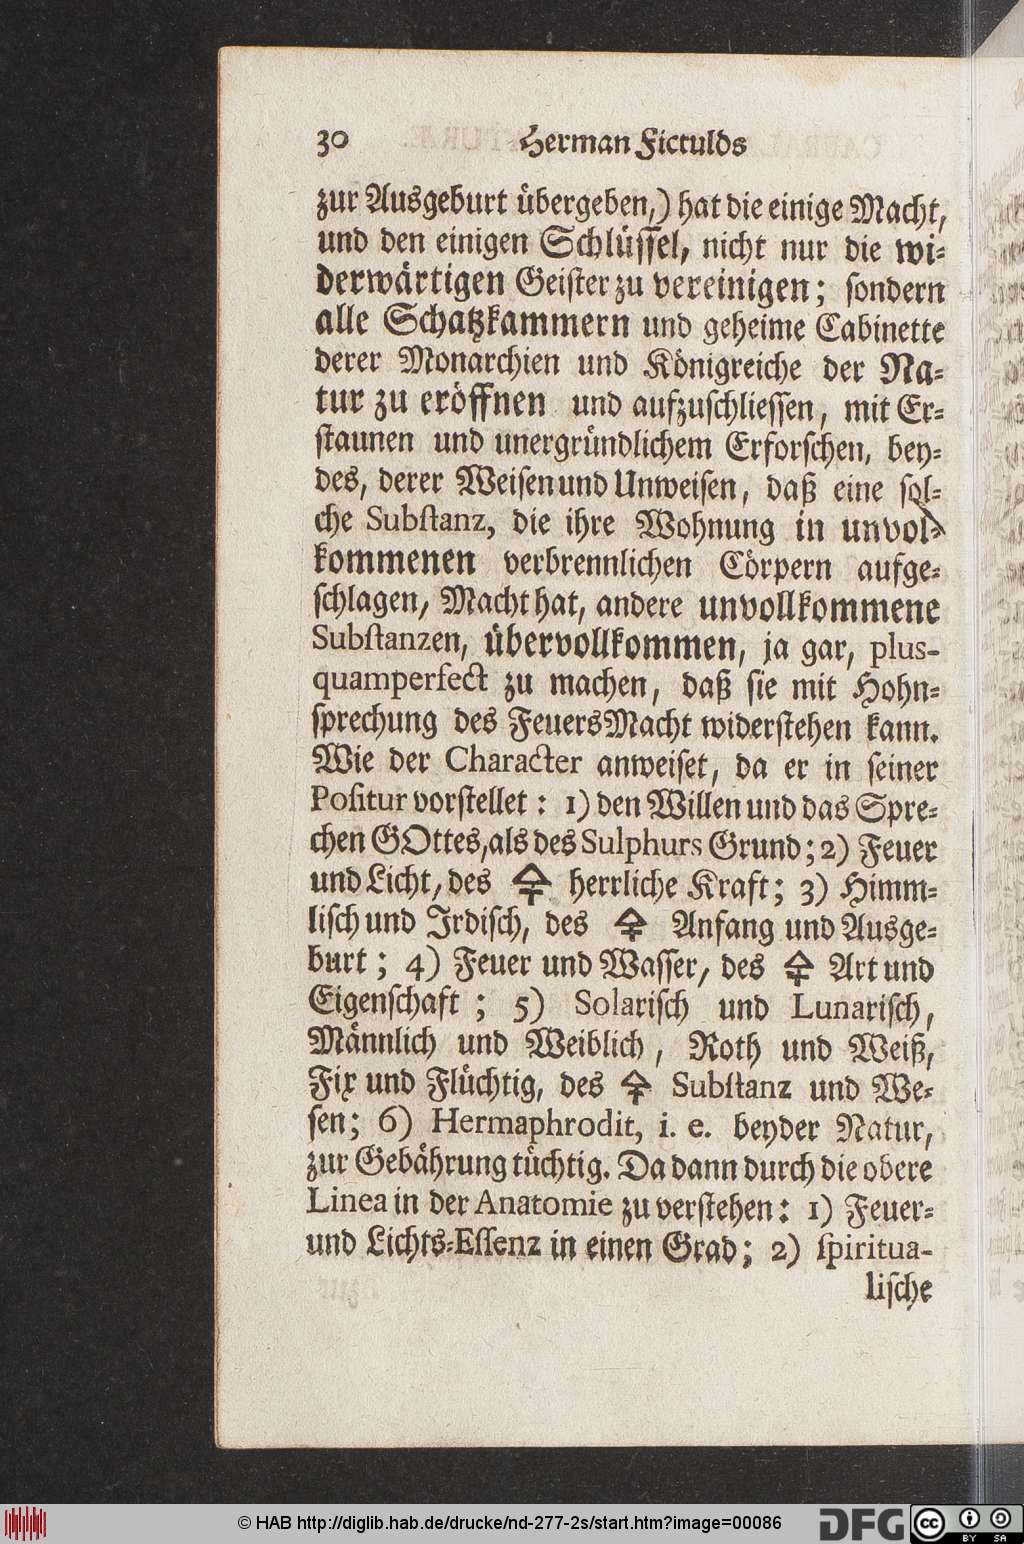 30 Herman Fictulds
zur Ausgeburt übergeben,) hat die einige Macht,
und den einigen Schlüssel, nicht nur die wi-
derwärtigen Geister zu vereinigen; sondern
alle Schatzkammern und geheime Cabinette
derer Monarchien und Königreiche der Na-
tur zu eröffnen und aufzuschliessen, mit Er-
staunen und unergründlichem Erforschen, bey-
des, derer Weisen und Unweisen, daß eine sol-
che Substanz, die ihre Wohnung in unvol-
kommenen verbrennlichen Cörpern aufge-
schlagen, Macht hat, andere unvollkommene
Substanzen, übervollkommen, ja gar, plus-
quamperfect zu machen, daß sie mit Hohn-
sprechung des Feuers Macht widerstehen kann.
Wie der Character anweiset, da er in seiner
Positur vorstellet: 1) den Willen und das Spre-
chen GOttes, als des Sulphurs Grund; 2) Feuer
und Licht, des 🜍 herrliche Kraft; 3) Himm-
lisch und Irdisch, des 🜍 Anfang und Ausge-
burt; 4) Feuer und Wasser, des 🜍 Art und
Eigenschaft; 5) Solarisch und Lunarisch,
Männlich und Weiblich, Roth und Weiß,
Fix und Flüchtig, des 🜍 Substanz und We-
sen; 6) Hermaphrodit, i. e. beyder Natur,
zur Gebährung tüchtig. Da dann durch die obere
Linea in der Anatomie zu verstehen: 1) Feuer-
und Lichts-Essenz in einen Grad; 2) spiritua-
lische
© HAB http://diglib.hab.de/drucke/nd-277-2s/start.htm?image=00086
DFG
cc BY SA